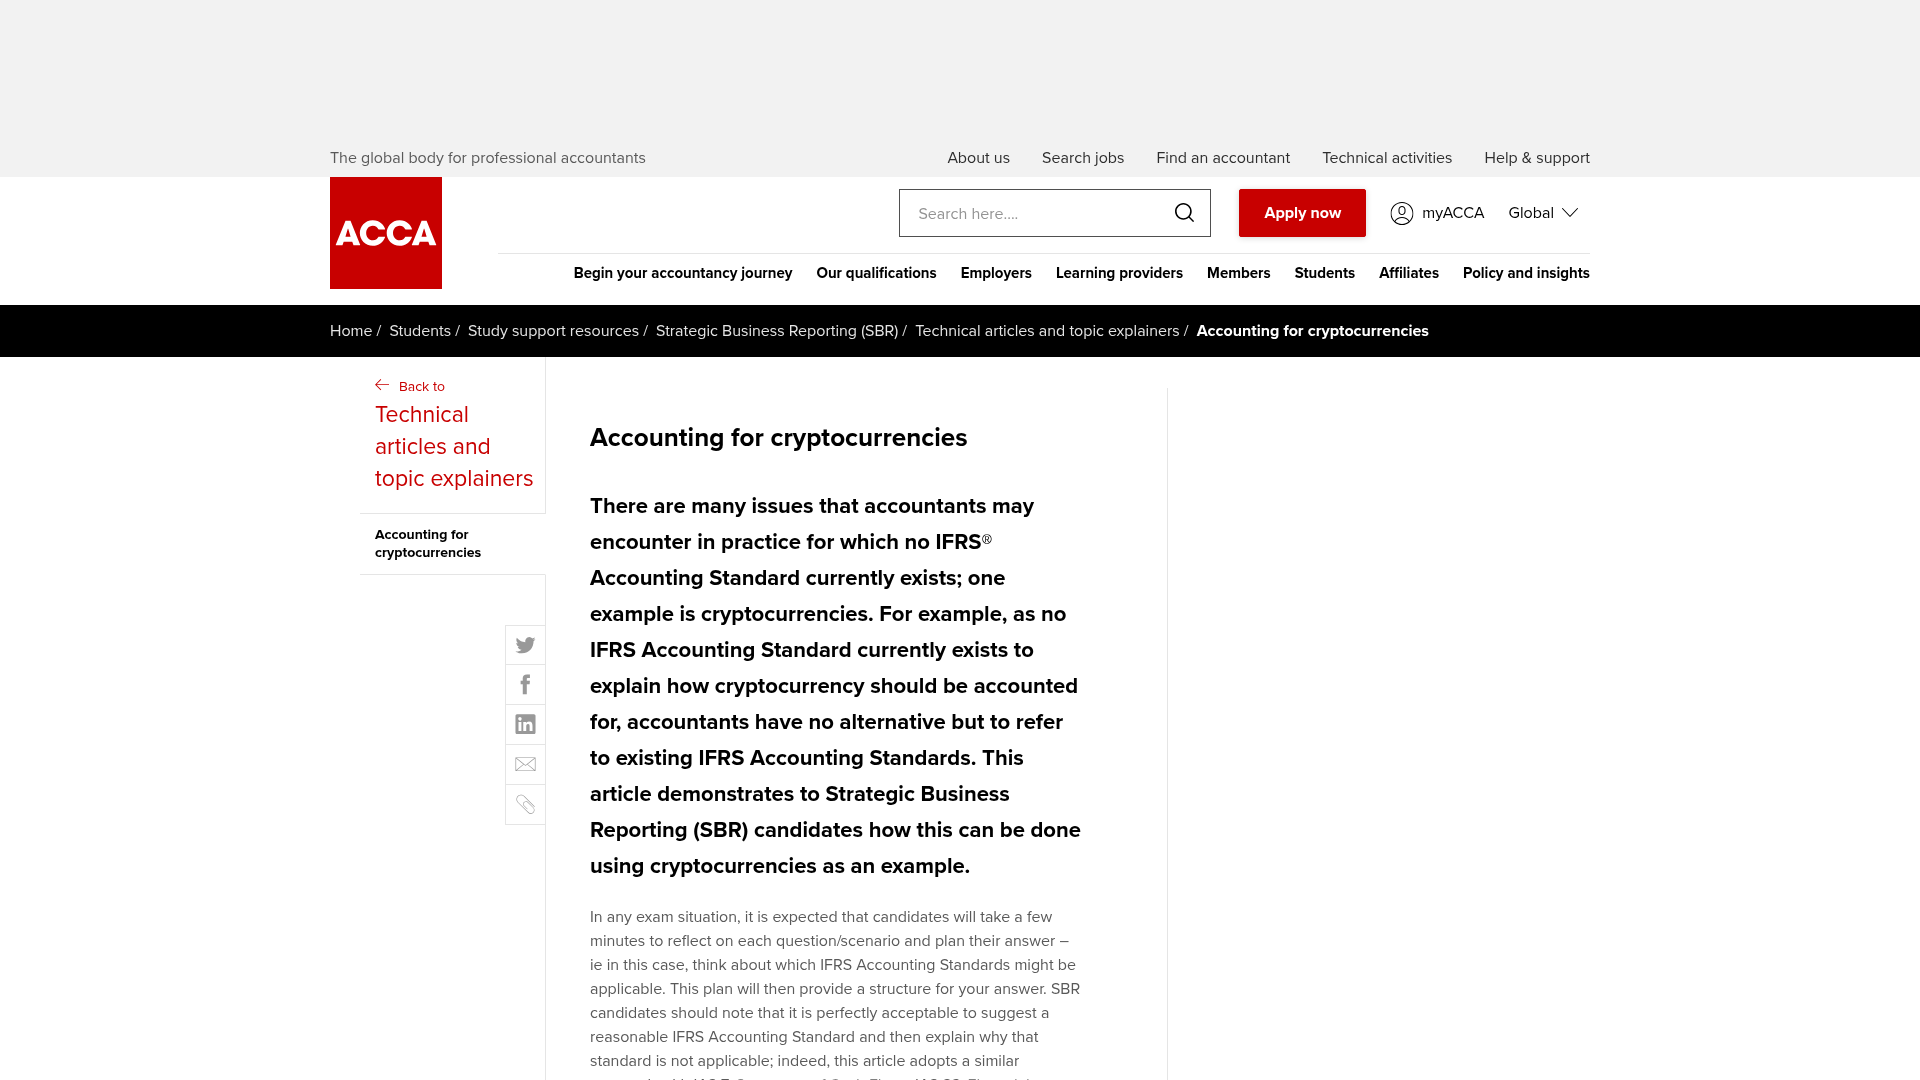 The global body for professional accountants
About us
Search jobs
Find an accountant
Technical activities
Help & support
ACCA
Search here....
Apply now
myACCA
Global
Begin your accountancy journey
Our qualifications
Employers
Learning providers
Members
Students
Affiliates
Policy and insights
Home / Students / Study support resources / Strategic Business Reporting (SBR) / Technical articles and topic explainers / Accounting for cryptocurrencies
Back to
Technical
articles and
topic explainers
Accounting for
cryptocurrencies
Accounting for cryptocurrencies
There are many issues that accountants may
encounter in practice for which no IFRS®
Accounting Standard currently exists; one
example is cryptocurrencies. For example, as no
IFRS Accounting Standard currently exists to
explain how cryptocurrency should be accounted
for, accountants have no alternative but to refer
to existing IFRS Accounting Standards. This
article demonstrates to Strategic Business
Reporting (SBR) candidates how this can be done
using cryptocurrencies as an example.
In any exam situation, it is expected that candidates will take a few
minutes to reflect on each question/scenario and plan their answer –
ie in this case, think about which IFRS Accounting Standards might be
applicable. This plan will then provide a structure for your answer. SBR
candidates should note that it is perfectly acceptable to suggest a
reasonable IFRS Accounting Standard and then explain why that
standard is not applicable; indeed, this article adopts a similar